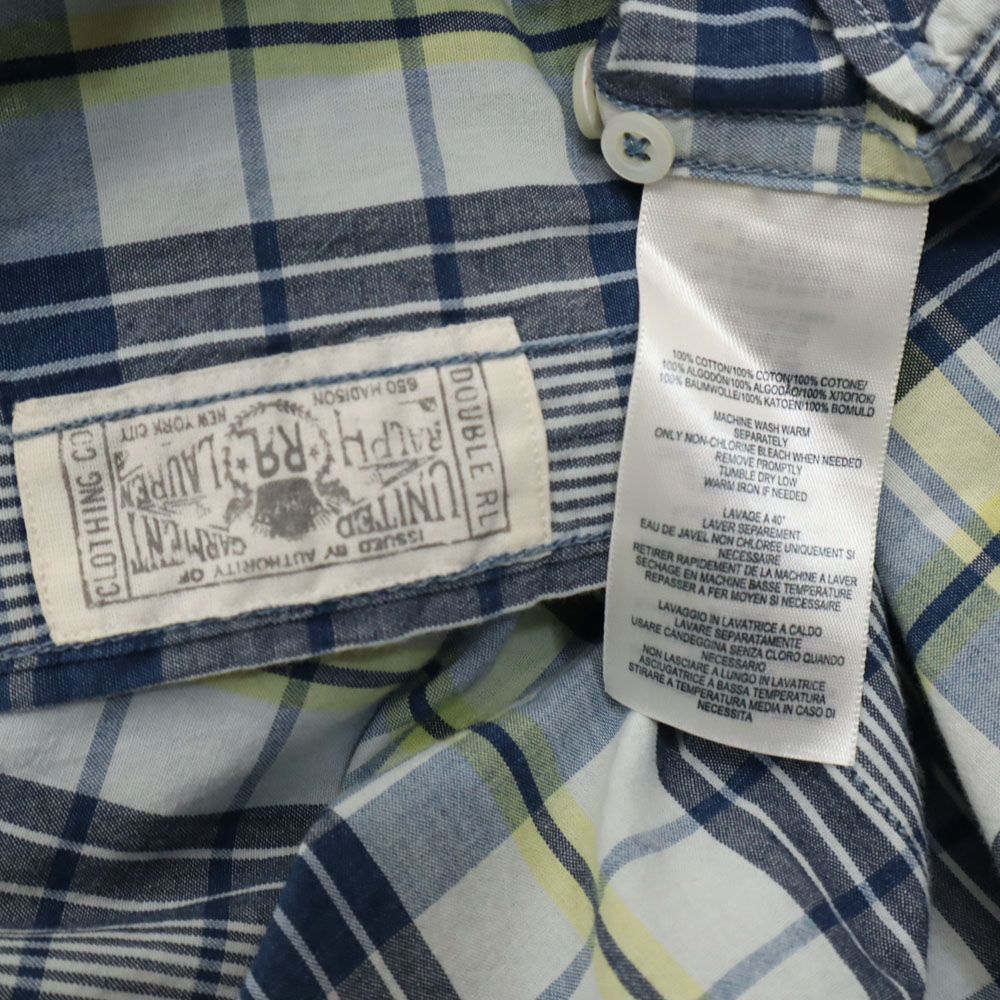 DOUBLE RL
ISSUED BY AUTHORITY OF
UNITED GARMENT
RRL
RALPH LAUREN
650 MADISON NEW YORK CITY
CLOTHING CO
100% COTTON/100% COTON/100% COTONE/
100% ALGODÓN/100% ALGODÃO/100% ХЛОПОК/
100% BAUMWOLLE/100% KATOEN/100% BOMULD
MACHINE WASH WARM
SEPARATELY
ONLY NON-CHLORINE BLEACH WHEN NEEDED
REMOVE PROMPTLY
TUMBLE DRY LOW
WARM IRON IF NEEDED
LAVAGE A 40°
LAVER SEPAREMENT
EAU DE JAVEL NON CHLOREE UNIQUEMENT SI
NECESSAIRE
RETIRER RAPIDEMENT DE LA MACHINE A LAVER
SECHAGE EN MACHINE BASSE TEMPERATURE
REPASSER A FER MOYEN SI NECESSAIRE
LAVAGGIO IN LAVATRICE A CALDO
LAVARE SEPARATAMENTE
USARE CANDEGGINA SENZA CLORO QUANDO
NECESSARIO
NON LASCIARE A LUNGO IN LAVATRICE
ASCIUGATRICE A BASSA TEMPERATURA
STIRARE A TEMPERATURA MEDIA IN CASO DI
NECESSITA